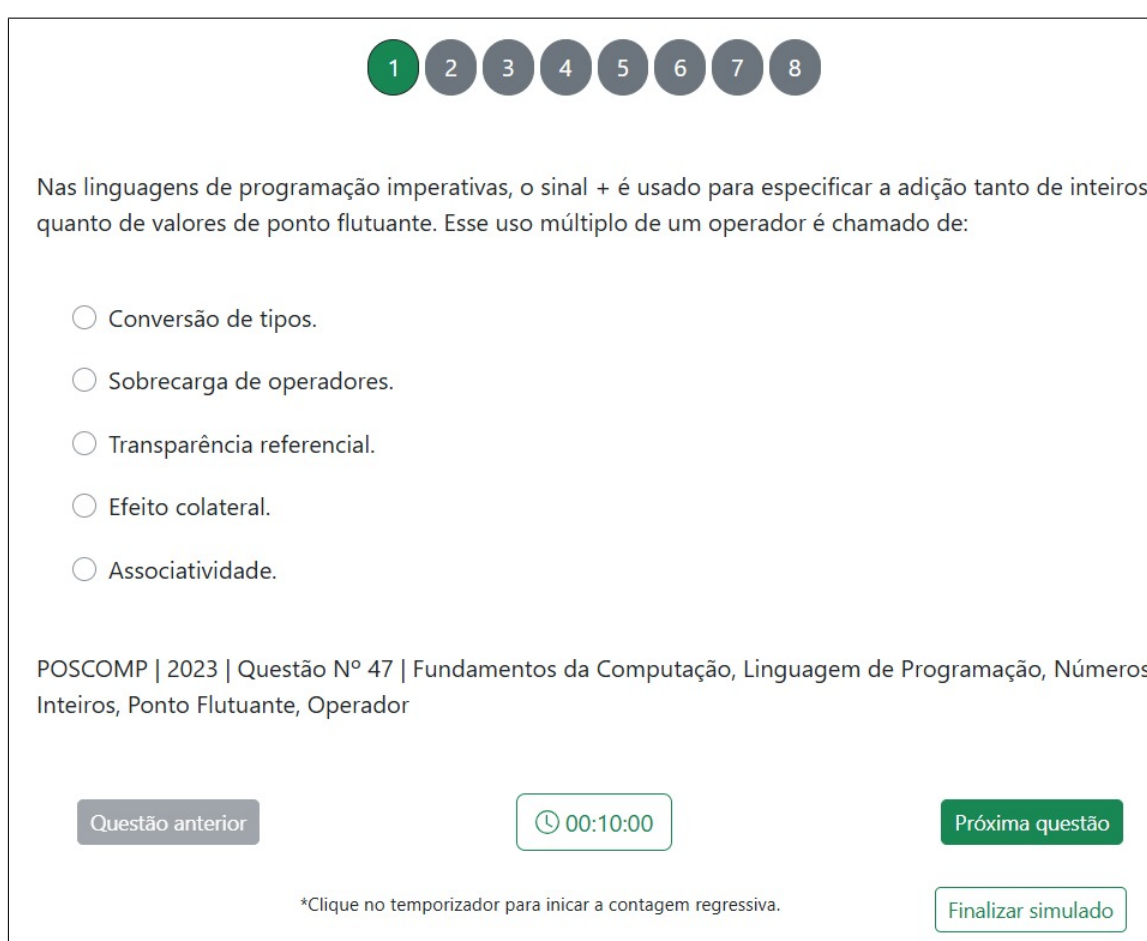 1 2 3 4 5 6 7 8
Nas linguagens de programação imperativas, o sinal + é usado para especificar a adição tanto de inteiros
quanto de valores de ponto flutuante. Esse uso múltiplo de um operador é chamado de:
Conversão de tipos.
Sobrecarga de operadores.
Transparência referencial.
Efeito colateral.
Associatividade.
POSCOMP | 2023 | Questão Nº 47 | Fundamentos da Computação, Linguagem de Programação, Números
Inteiros, Ponto Flutuante, Operador
Questão anterior 00:10:00 Próxima questão
*Clique no temporizador para inicar a contagem regressiva. Finalizar simulado